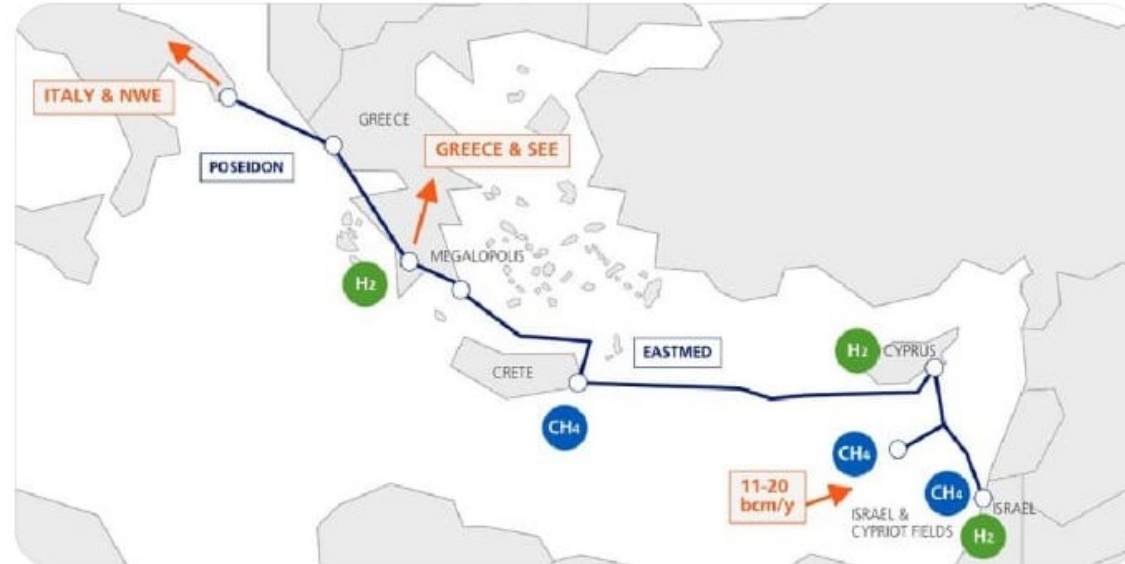 ITALY & NWE
GREECE
POSEIDON
GREECE & SEE
MEGALOPOLIS
H2
EASTMED
H2
CYPRUS
CRETE
CH4
CH4
11-20
bcm/y
CH4
ISRAEL
ISRAEL &
CYPRIOT FIELDS
H2